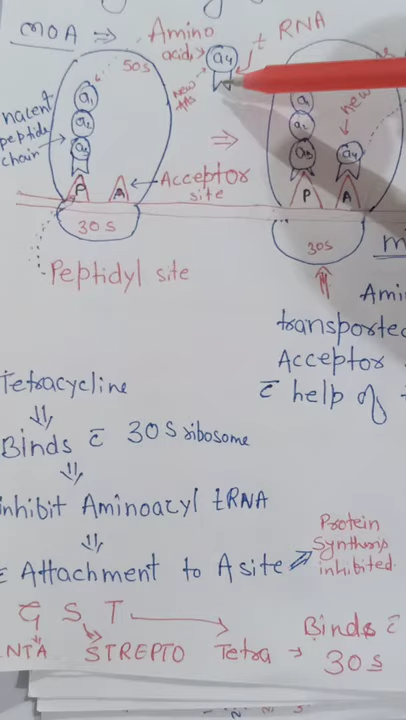 MOA ⇒ Amino
acids
a4
t RNA
new
50s
nacent
peptide
chain
a1
a2
a3
P
A
Acceptor
site
30 S
Peptidyl site
⇒
new
a2
a3
a4
P
A
30s
Ami
transported
Acceptor
c̄ help of
Tetracycline
⇓
Binds c̄ 30S ribosome
⇓
inhibit Aminoacyl tRNA
⇓
Attachment to A site ⇒
Protein
Synthesis
inhibited
G S T → Binds c̄
NTA STREPTO Tetra → 30s